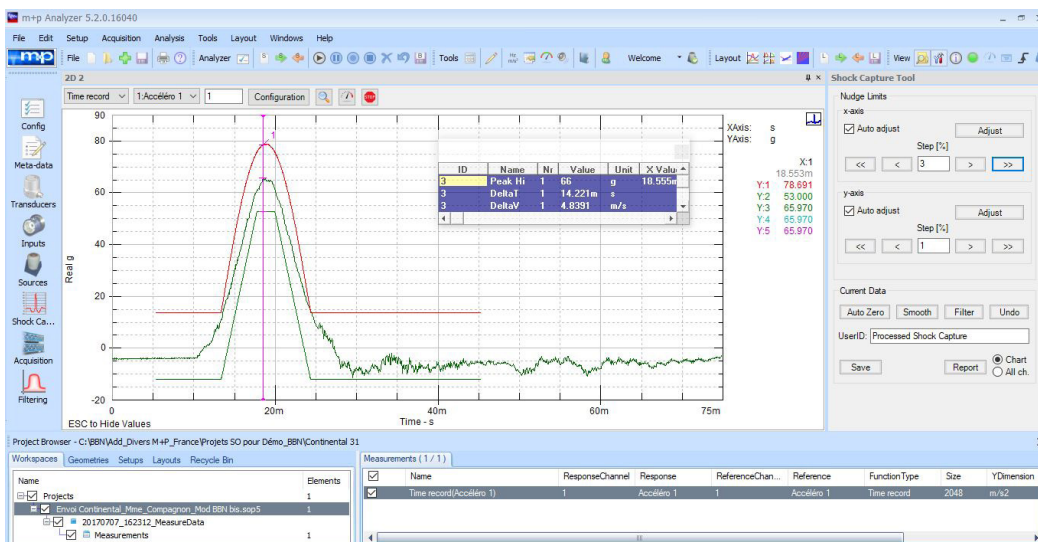 m+p Analyzer 5.2.0.16040
File Edit Setup Acquisition Analysis Tools Layout Windows Help
m+p File Analyzer Tools Welcome Layout View
2D 2
Shock Capture Tool
Time record 1:Accéléro 1 1 Configuration STOP
Nudge Limits
x-axis
Auto adjust Adjust
Step [%]
<< < 3 > >>
y-axis
Auto adjust Adjust
Step [%]
<< < 1 > >>
Current Data
Auto Zero Smooth Filter Undo
UserID: Processed Shock Capture
Save Report Chart
All ch.
Config
Meta-data
Transducers
Inputs
Sources
Shock Ca...
Acquisition
Filtering
90
80
60
40
20
0
-20
Real g
1
XAxis: s
YAxis: g
X:1
18.553m
Y:1 78.691
Y:2 53.000
Y:3 65.970
Y:4 65.970
Y:5 65.970
ID Name Nr Value Unit X Valu
3 Peak Hi 1 66 g 18.555m
3 DeltaT 1 14.221m s
3 DeltaV 1 4.8391 m/s
0 20m 40m 60m 75m
ESC to Hide Values
Time - s
Project Browser - C:\BBN\Add_Divers M+P_France\Projets SO pour Démo_BBN\Continental 31
Workspaces Geometries Setups Layouts Recycle Bin
Name Elements
Projects 1
Envoi Continental_Mme_Compagnon_Mod BBN bis.sop5 1
20170707_162312_MeasureData
Measurements 1
Measurements ( 1 / 1 )
Name ResponseChannel Response ReferenceChan... Reference FunctionType Size YDimension
Time record(Accéléro 1) 1 Accéléro 1 1 Accéléro 1 Time record 2048 m/s2